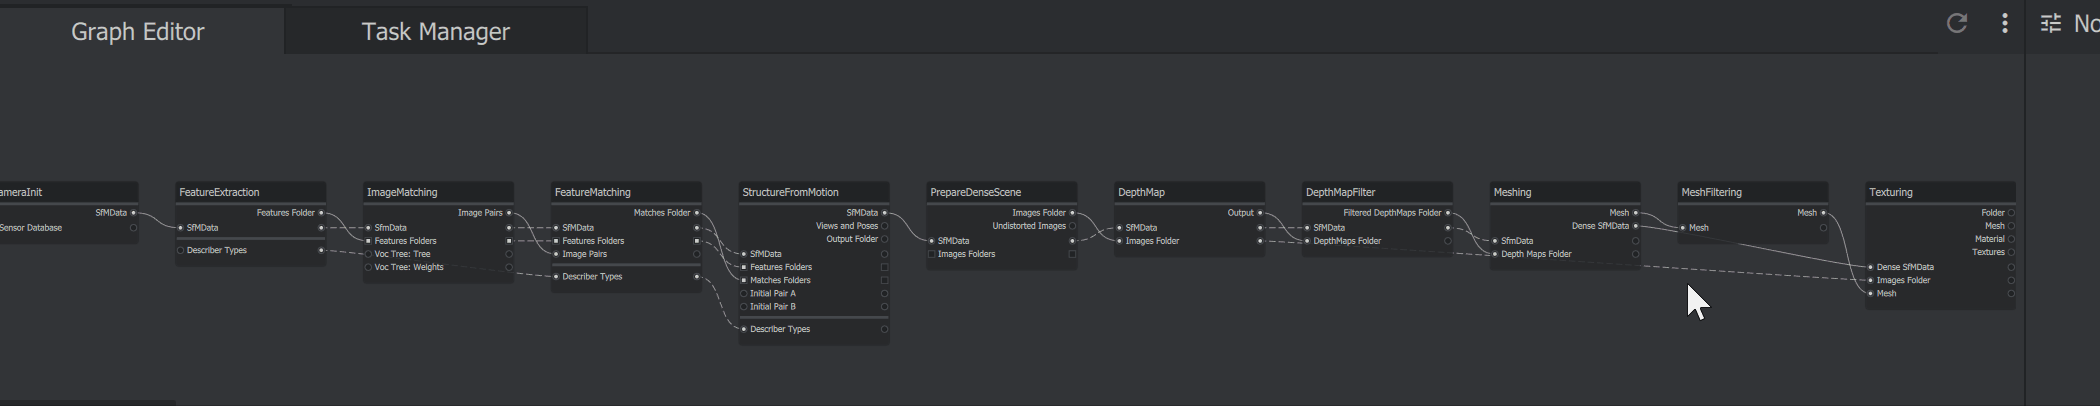 Graph Editor
Task Manager
No
ameraInit
SfMData
Sensor Database
FeatureExtraction
Features Folder
SfMData
Describer Types
ImageMatching
Image Pairs
SfmData
Features Folders
Voc Tree: Tree
Voc Tree: Weights
FeatureMatching
Matches Folder
SfMData
Features Folders
Image Pairs
Describer Types
StructureFromMotion
SfMData
Views and Poses
Output Folder
SfMData
Features Folders
Matches Folders
Initial Pair A
Initial Pair B
Describer Types
PrepareDenseScene
Images Folder
Undistorted Images
SfMData
Images Folders
DepthMap
Output
SfMData
Images Folder
DepthMapFilter
Filtered DepthMaps Folder
SfMData
DepthMaps Folder
Meshing
Mesh
Dense SfMData
SfmData
Depth Maps Folder
MeshFiltering
Mesh
Mesh
Texturing
Folder
Mesh
Material
Textures
Dense SfMData
Images Folder
Mesh